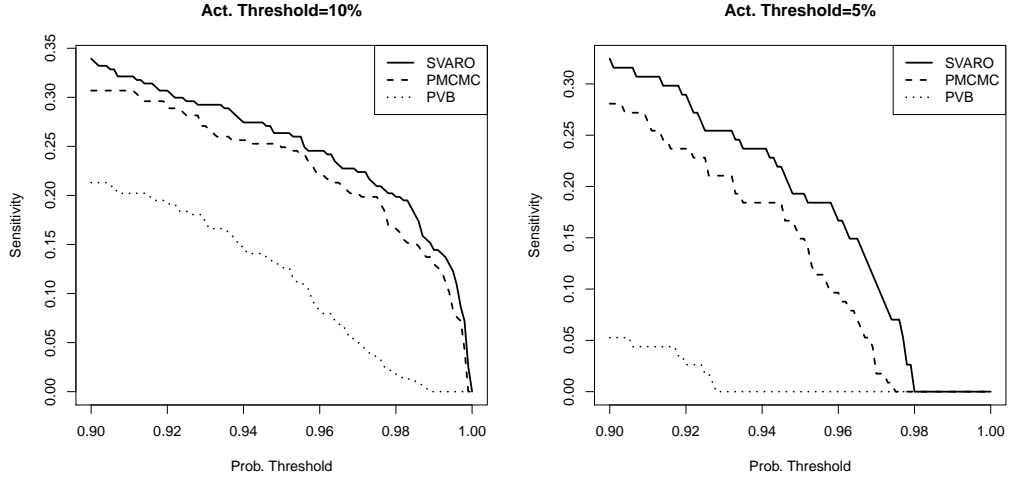 Act. Threshold=10%
Sensitivity
0.35
0.30
0.25
0.20
0.15
0.10
0.05
0.00
SVARO
PMCMC
PVB
0.90 0.92 0.94 0.96 0.98 1.00
Prob. Threshold
Act. Threshold=5%
Sensitivity
0.30
0.25
0.20
0.15
0.10
0.05
0.00
SVARO
PMCMC
PVB
0.90 0.92 0.94 0.96 0.98 1.00
Prob. Threshold